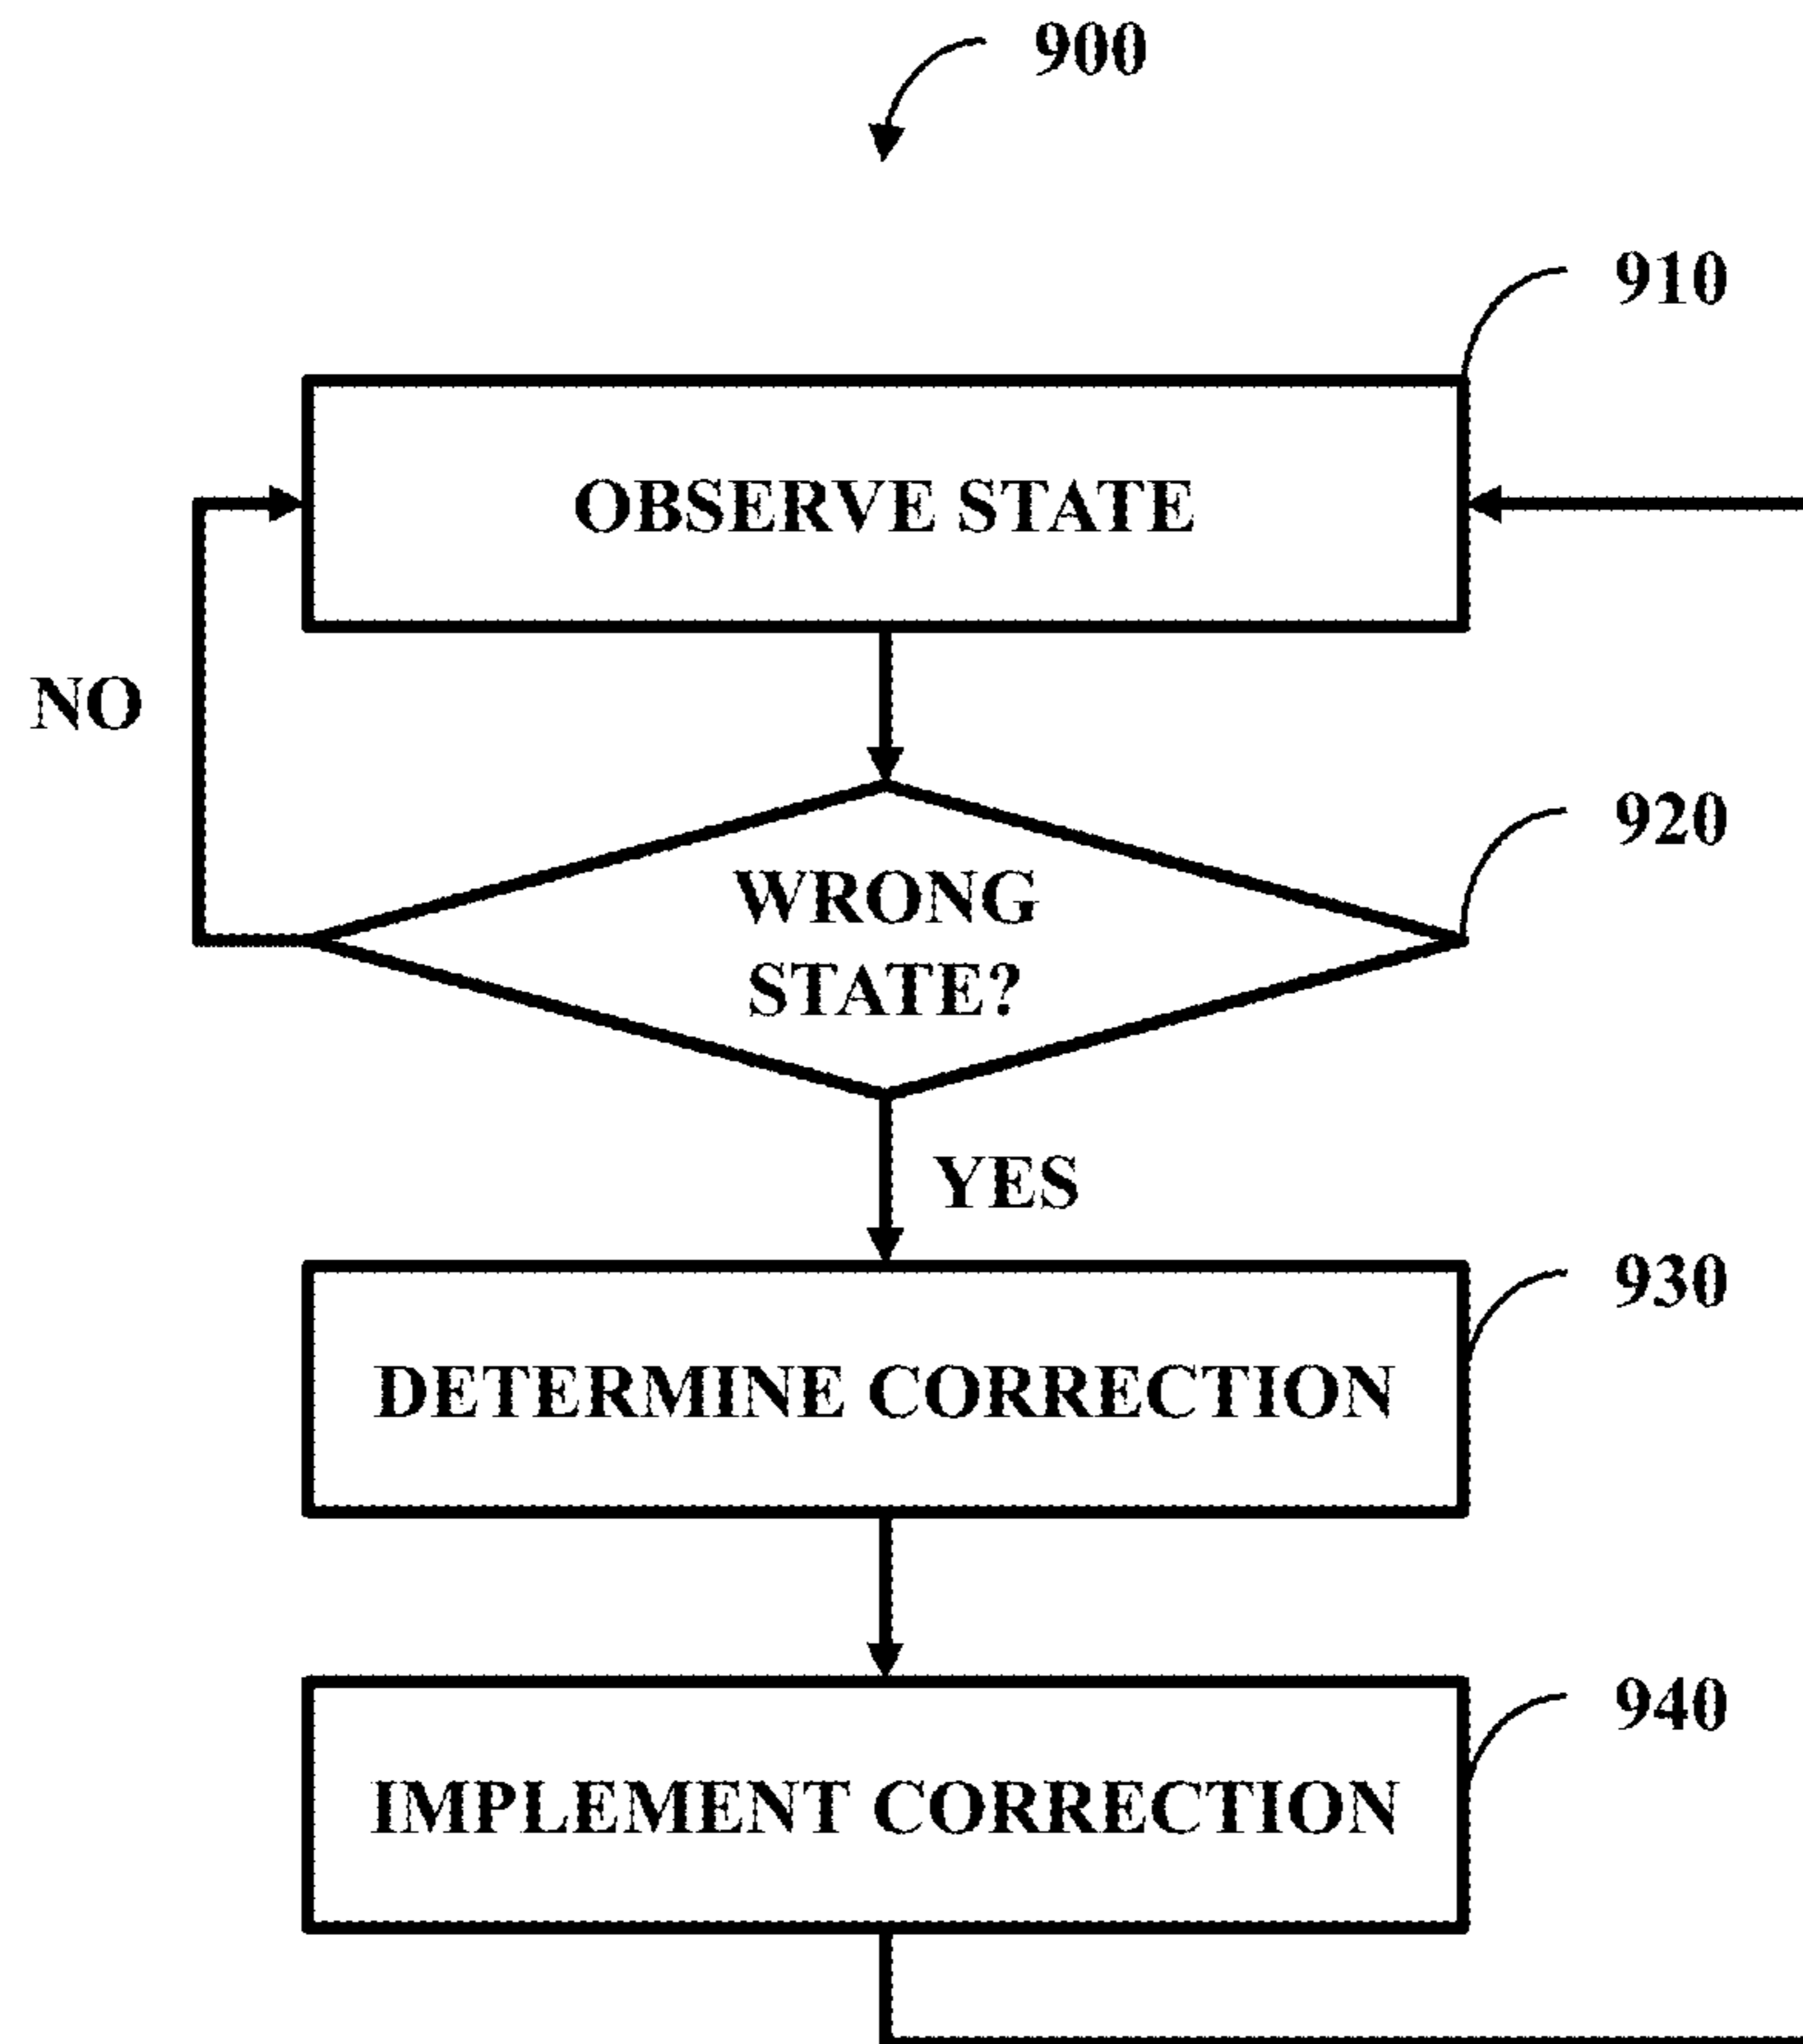 900
910
OBSERVE STATE
NO
920
WRONG
STATE?
YES
930
DETERMINE CORRECTION
940
IMPLEMENT CORRECTION